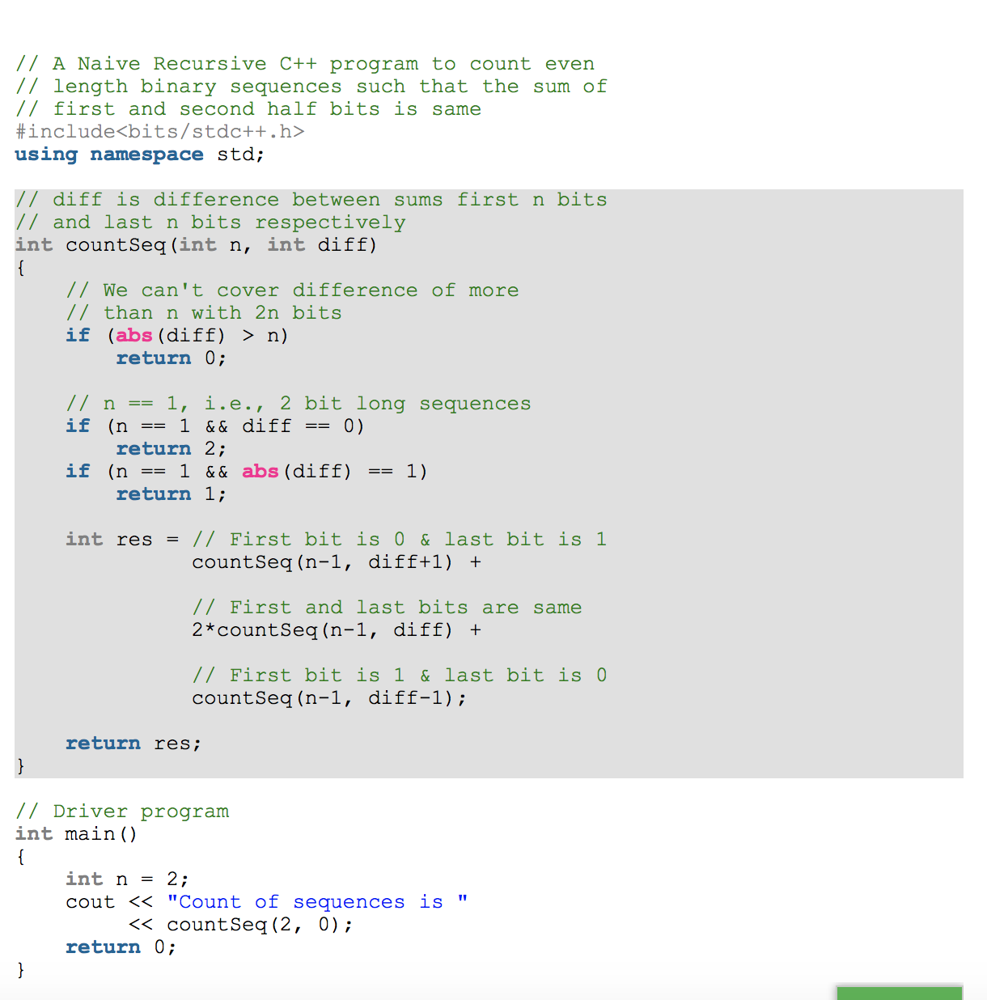 // A Naive Recursive C++ program to count even
// length binary sequences such that the sum of
// first and second half bits is same
#include<bits/stdc++.h>
using namespace std;
// diff is difference between sums first n bits
// and last n bits respectively
int countSeq(int n, int diff)
{
// We can't cover difference of more
// than n with 2n bits
if (abs(diff) > n)
return 0;
// n == 1, i.e., 2 bit long sequences
if (n == 1 && diff == 0)
return 2;
if (n == 1 && abs(diff) == 1)
return 1;
int res = // First bit is 0 & last bit is 1
countSeq(n-1, diff+1) +
// First and last bits are same
2*countSeq(n-1, diff) +
// First bit is 1 & last bit is 0
countSeq(n-1, diff-1);
return res;
}
// Driver program
int main()
{
int n = 2;
cout << "Count of sequences is "
<< countSeq(2, 0);
return 0;
}